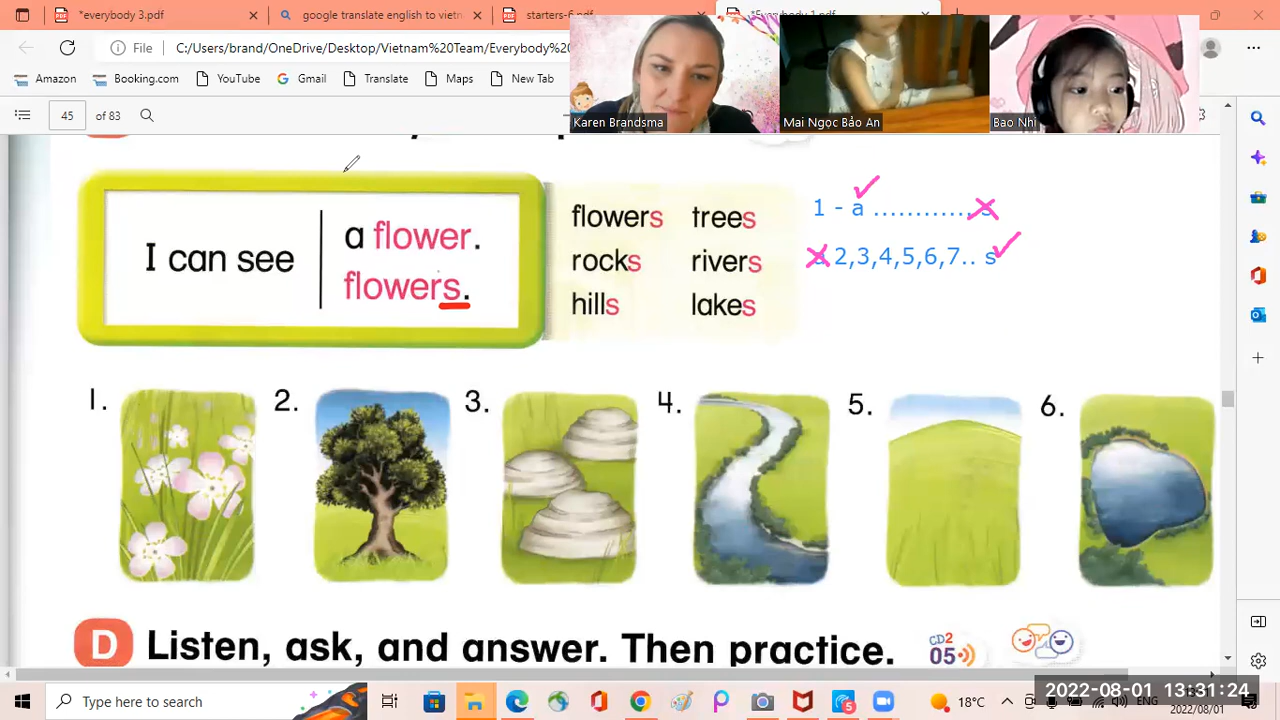 *everybody 3.pdf
google translate english to vietn
starters-
File
C:/Users/brand/OneDrive/Desktop/Vietnam%20Team/Everybody%20
Amazon
Booking.com
YouTube
Gmail
Translate
Maps
New Tab
45 of 83
Karen Brandsma
Mai Ngọc Bảo An
Bao Nhi
I can see
a flower.
flowers.
flowers trees
rocks rivers
hills lakes
1 - a ............. s
a 2,3,4,5,6,7.. s
1. 2. 3. 4. 5. 6.
D Listen, ask, and answer. Then practice.
CD2
05
Type here to search
5
18°C
ENG
2022-08-01 13:31:24
2022/08/01